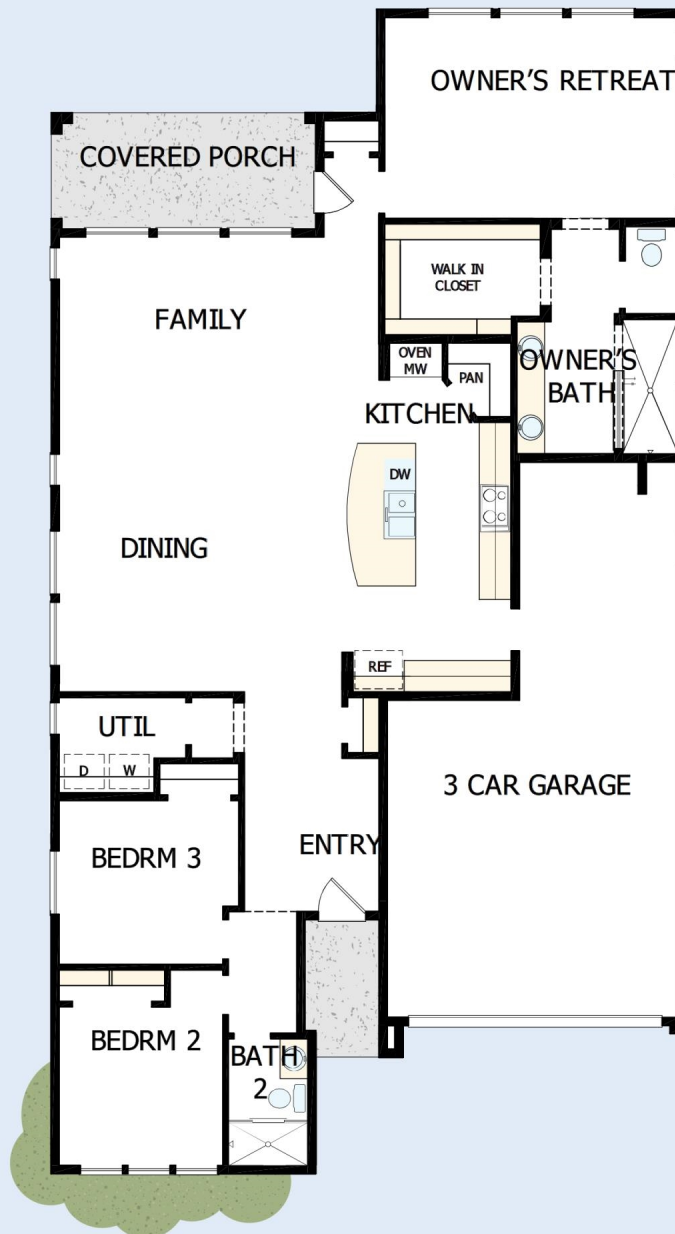 OWNER'S RETREAT
COVERED PORCH
WALK IN
CLOSET
FAMILY
OVEN
MW
PAN
OWNER'S
BATH
KITCHEN
DW
DINING
REF
UTIL
D
W
3 CAR GARAGE
ENTRY
BEDRM 3
BEDRM 2
BATH
2